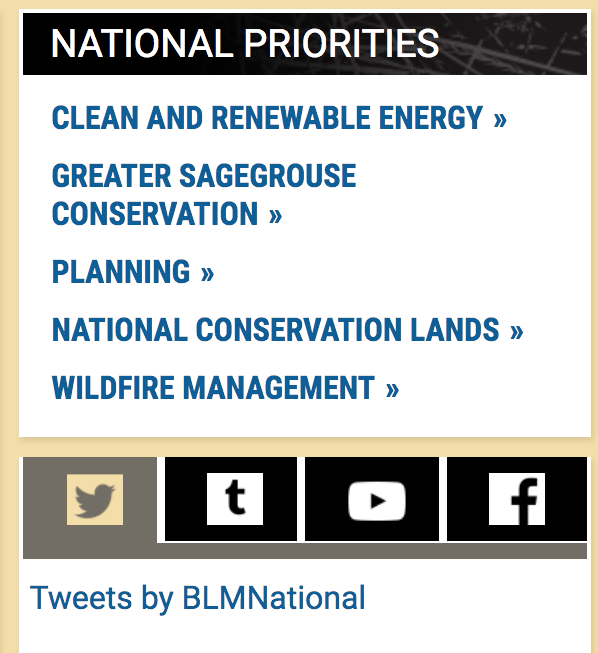 NATIONAL PRIORITIES
CLEAN AND RENEWABLE ENERGY »
GREATER SAGEGROUSE
CONSERVATION »
PLANNING »
NATIONAL CONSERVATION LANDS »
WILDFIRE MANAGEMENT »
t f
Tweets by BLMNational